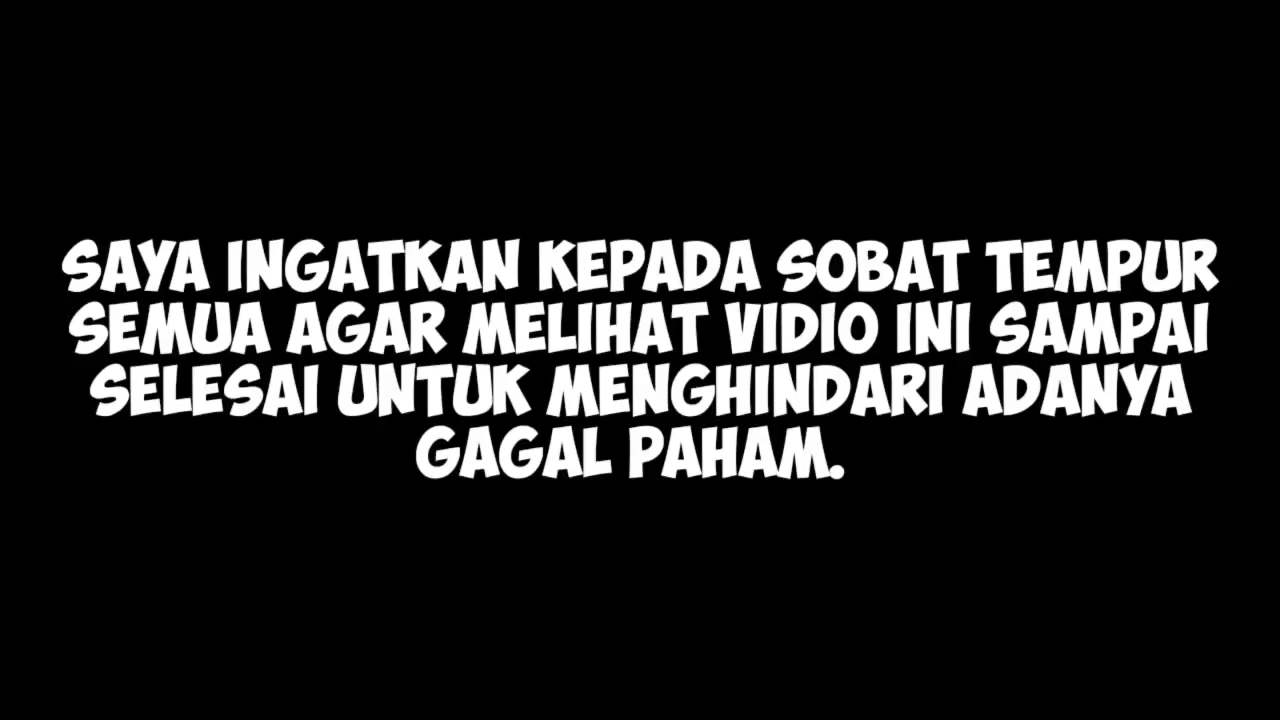 SAYA INGATKAN KEPADA SOBAT TEMPUR
SEMUA AGAR MELIHAT VIDIO INI SAMPAI
SELESAI UNTUK MENGHINDARI ADANYA
GAGAL PAHAM.